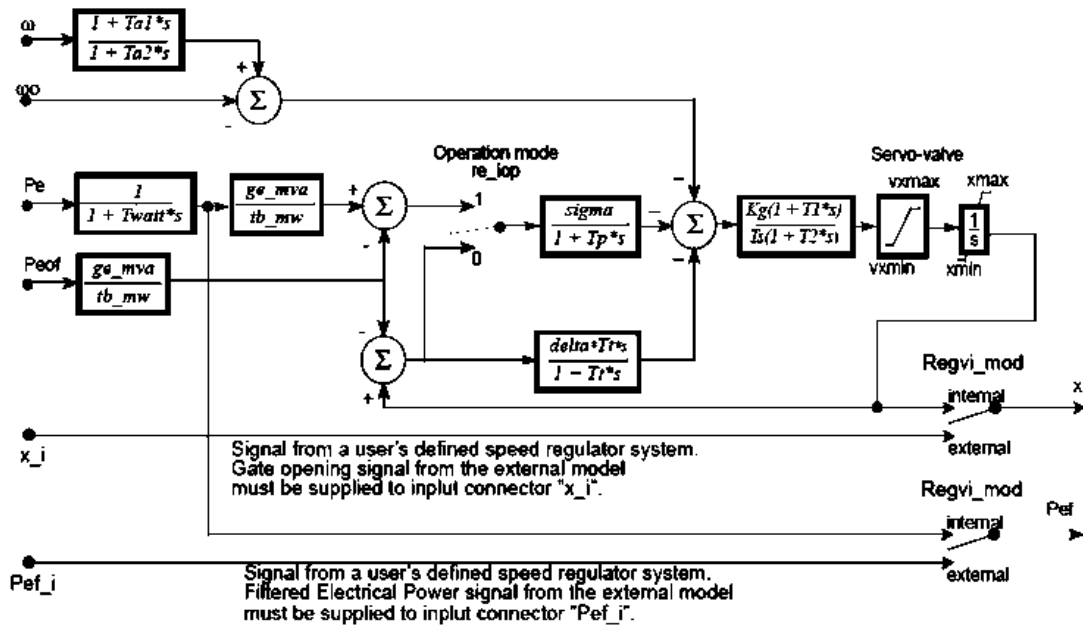 ω
1 + Ta1*s
1 + Ta2*s
+
Σ
ωo
-
Operation mode
re_iop
Servo-valve
vxmax
xmax
Pe
1
1 + Twatt*s
ge_mva
tb_mw
+
Σ
-
1
0
sigma
1 + Tp*s
–
–
Σ
–
Kg(1 + T1*s)
Ts(1 + T2*s)
vxmin
1
s
xmin
Peof
ge_mva
tb_mw
-
Σ
+
delta*Tt*s
1 – Tt*s
Regvi_mod
internal
x
external
x_i
Signal from a user's defined speed regulator system.
Gate opening signal from the external model
must be supplied to inplut connector "x_i".
Regvi_mod
internal
Pef
external
Pef_i
Signal from a user's defined speed regulator system.
Filtered Electrical Power signal from the external model
must be supplied to inplut connector "Pef_i".